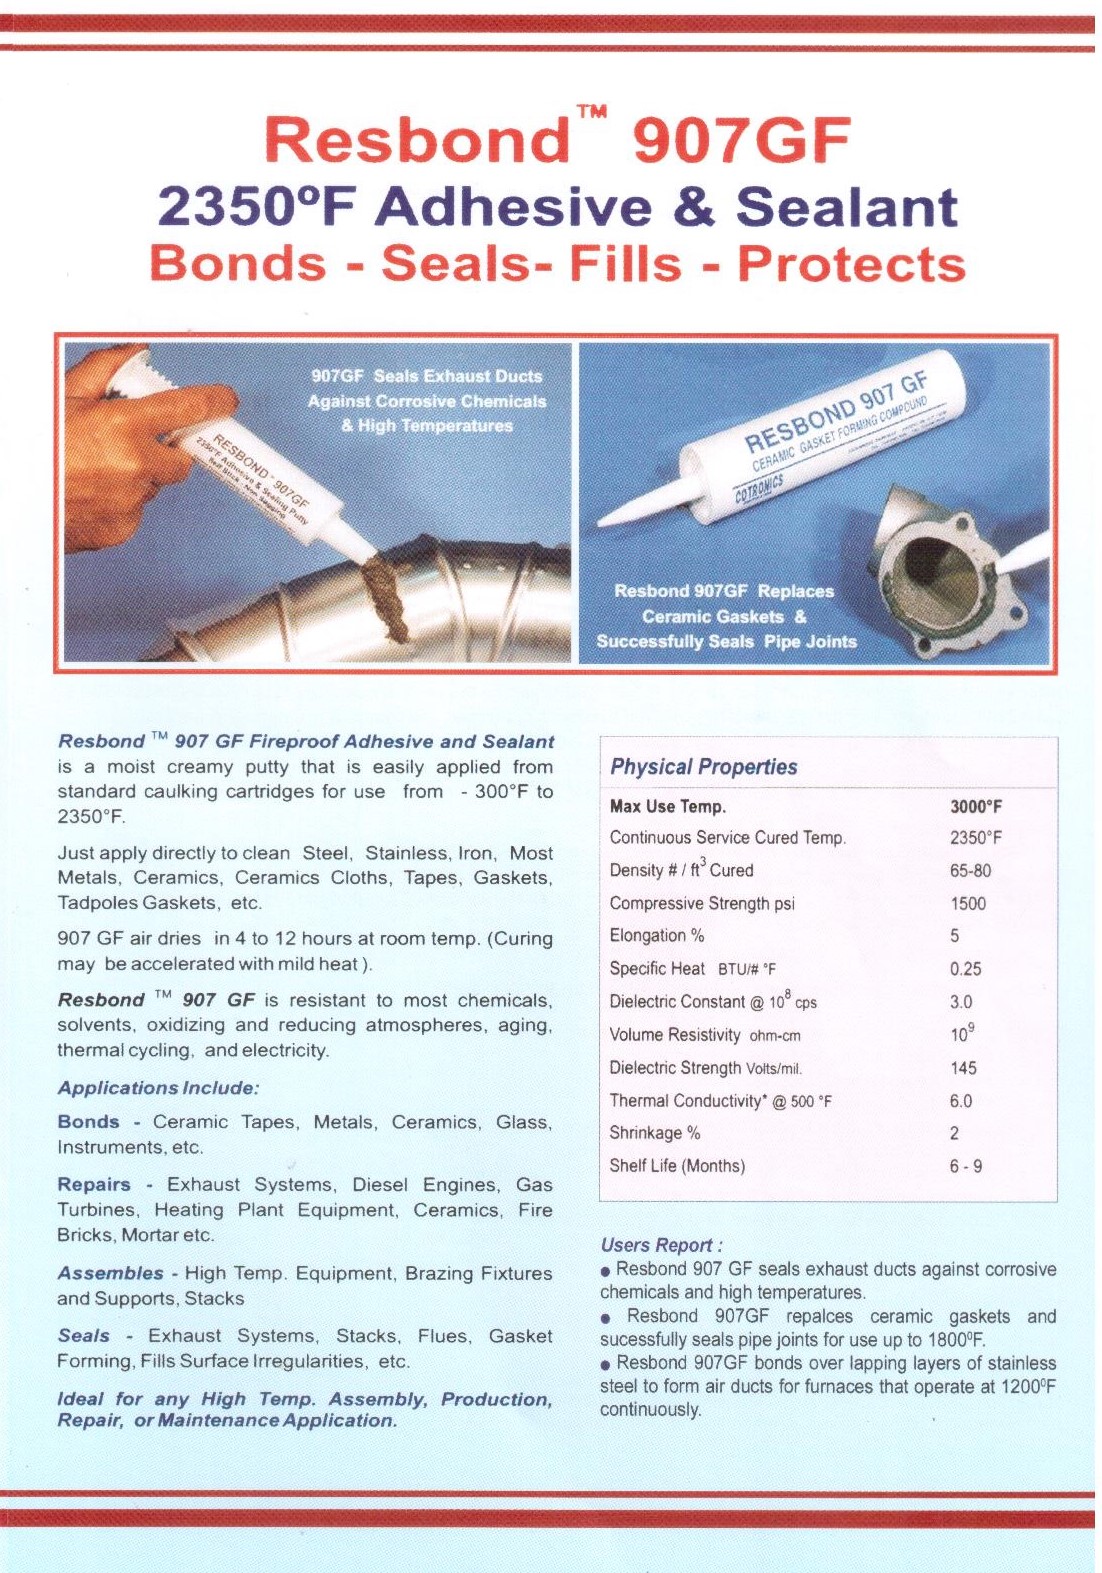 Resbond™ 907GF
2350ºF Adhesive & Sealant
Bonds - Seals- Fills - Protects
907GF Seals Exhaust Ducts
Against Corrosive Chemicals
& High Temperatures
RESBOND - 907GF
2350°F Adhesive & Sealing Putty
Self Stick - Non Sagging
RESBOND 907 GF
CERAMIC GASKET FORMING COMPOUND
COTRONICS
Resbond 907GF Replaces
Ceramic Gaskets &
Successfully Seals Pipe Joints
Resbond ™ 907 GF Fireproof Adhesive and Sealant
is a moist creamy putty that is easily applied from
standard caulking cartridges for use from - 300°F to
2350°F.
Just apply directly to clean Steel, Stainless, Iron, Most
Metals, Ceramics, Ceramics Cloths, Tapes, Gaskets,
Tadpoles Gaskets, etc.
907 GF air dries in 4 to 12 hours at room temp. (Curing
may be accelerated with mild heat ).
Resbond ™ 907 GF is resistant to most chemicals,
solvents, oxidizing and reducing atmospheres, aging,
thermal cycling, and electricity.
Applications Include:
Bonds - Ceramic Tapes, Metals, Ceramics, Glass,
Instruments, etc.
Repairs - Exhaust Systems, Diesel Engines, Gas
Turbines, Heating Plant Equipment, Ceramics, Fire
Bricks, Mortar etc.
Assembles - High Temp. Equipment, Brazing Fixtures
and Supports, Stacks
Seals - Exhaust Systems, Stacks, Flues, Gasket
Forming, Fills Surface Irregularities, etc.
Ideal for any High Temp. Assembly, Production,
Repair, or Maintenance Application.
Physical Properties
Max Use Temp. 3000°F
Continuous Service Cured Temp. 2350°F
Density # / ft³ Cured 65-80
Compressive Strength psi 1500
Elongation % 5
Specific Heat BTU/# °F 0.25
Dielectric Constant @ 10⁸ cps 3.0
Volume Resistivity ohm-cm 10⁹
Dielectric Strength Volts/mil. 145
Thermal Conductivity* @ 500 °F 6.0
Shrinkage % 2
Shelf Life (Months) 6 - 9
Users Report :
● Resbond 907 GF seals exhaust ducts against corrosive
chemicals and high temperatures.
● Resbond 907GF repalces ceramic gaskets and
sucessfully seals pipe joints for use up to 1800⁰F.
● Resbond 907GF bonds over lapping layers of stainless
steel to form air ducts for furnaces that operate at 1200⁰F
continuously.